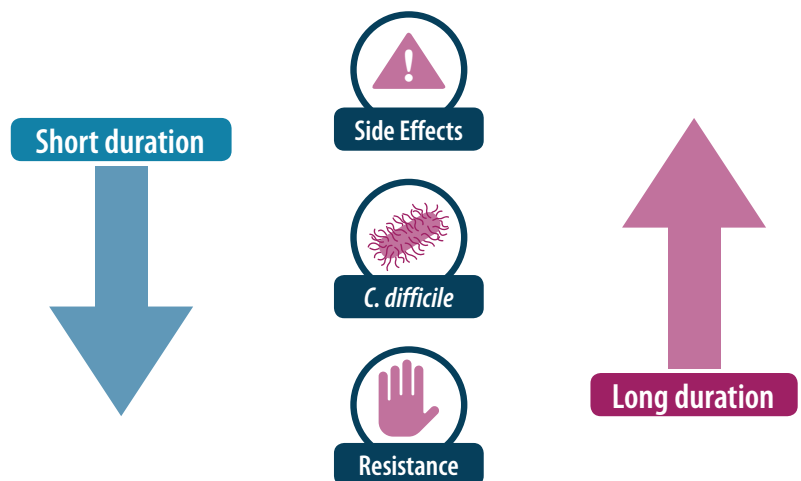 Side Effects
Short duration
C. difficile
Long duration
Resistance